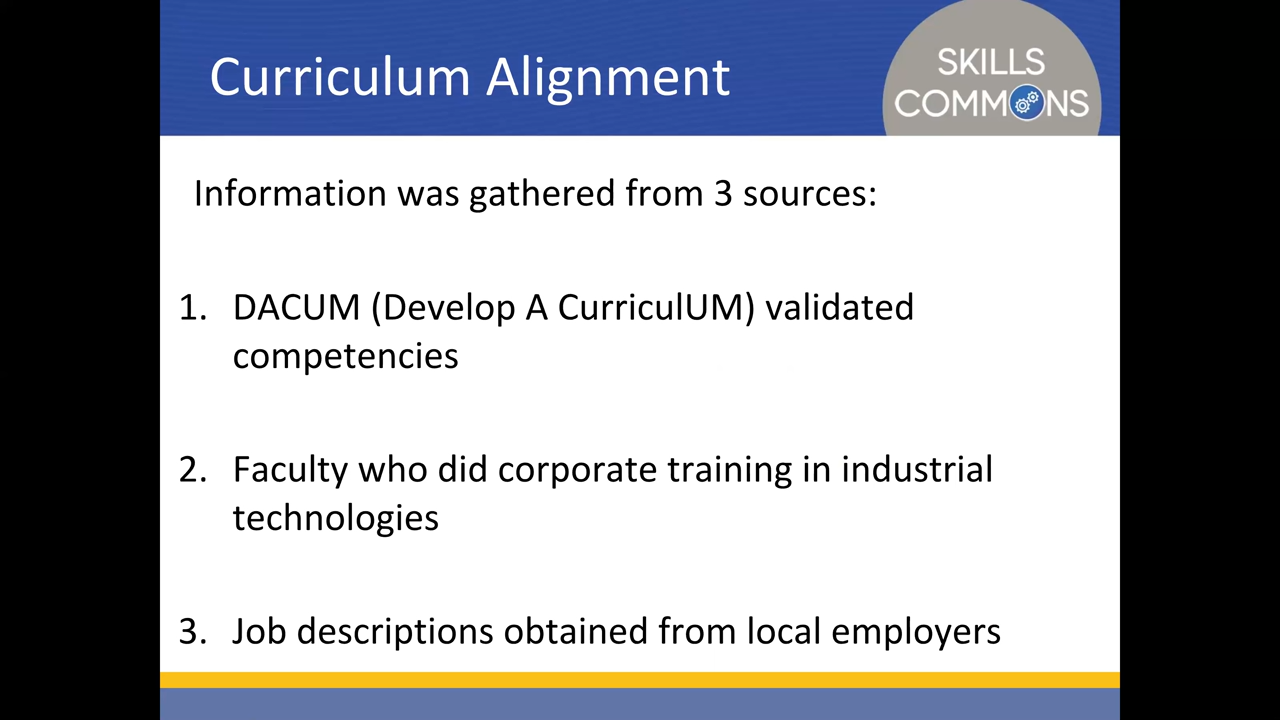 Curriculum Alignment
SKILLS
COMMONS
Information was gathered from 3 sources:
1. DACUM (Develop A CurriculUM) validated
competencies
2. Faculty who did corporate training in industrial
technologies
3. Job descriptions obtained from local employers